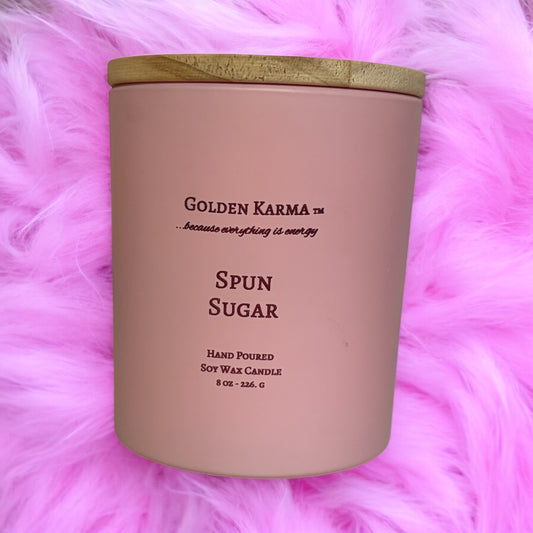 GOLDEN KARMA TM
...because everything is energy
SPUN
SUGAR
HAND POURED
SOY WAX CANDLE
8 OZ - 226. G